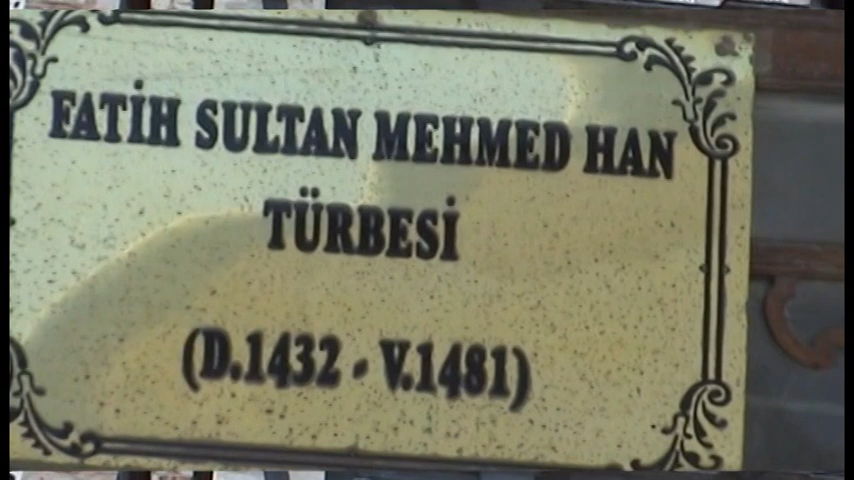 FATİH SULTAN MEHMED HAN
TÜRBESİ
(D.1432 - V.1481)